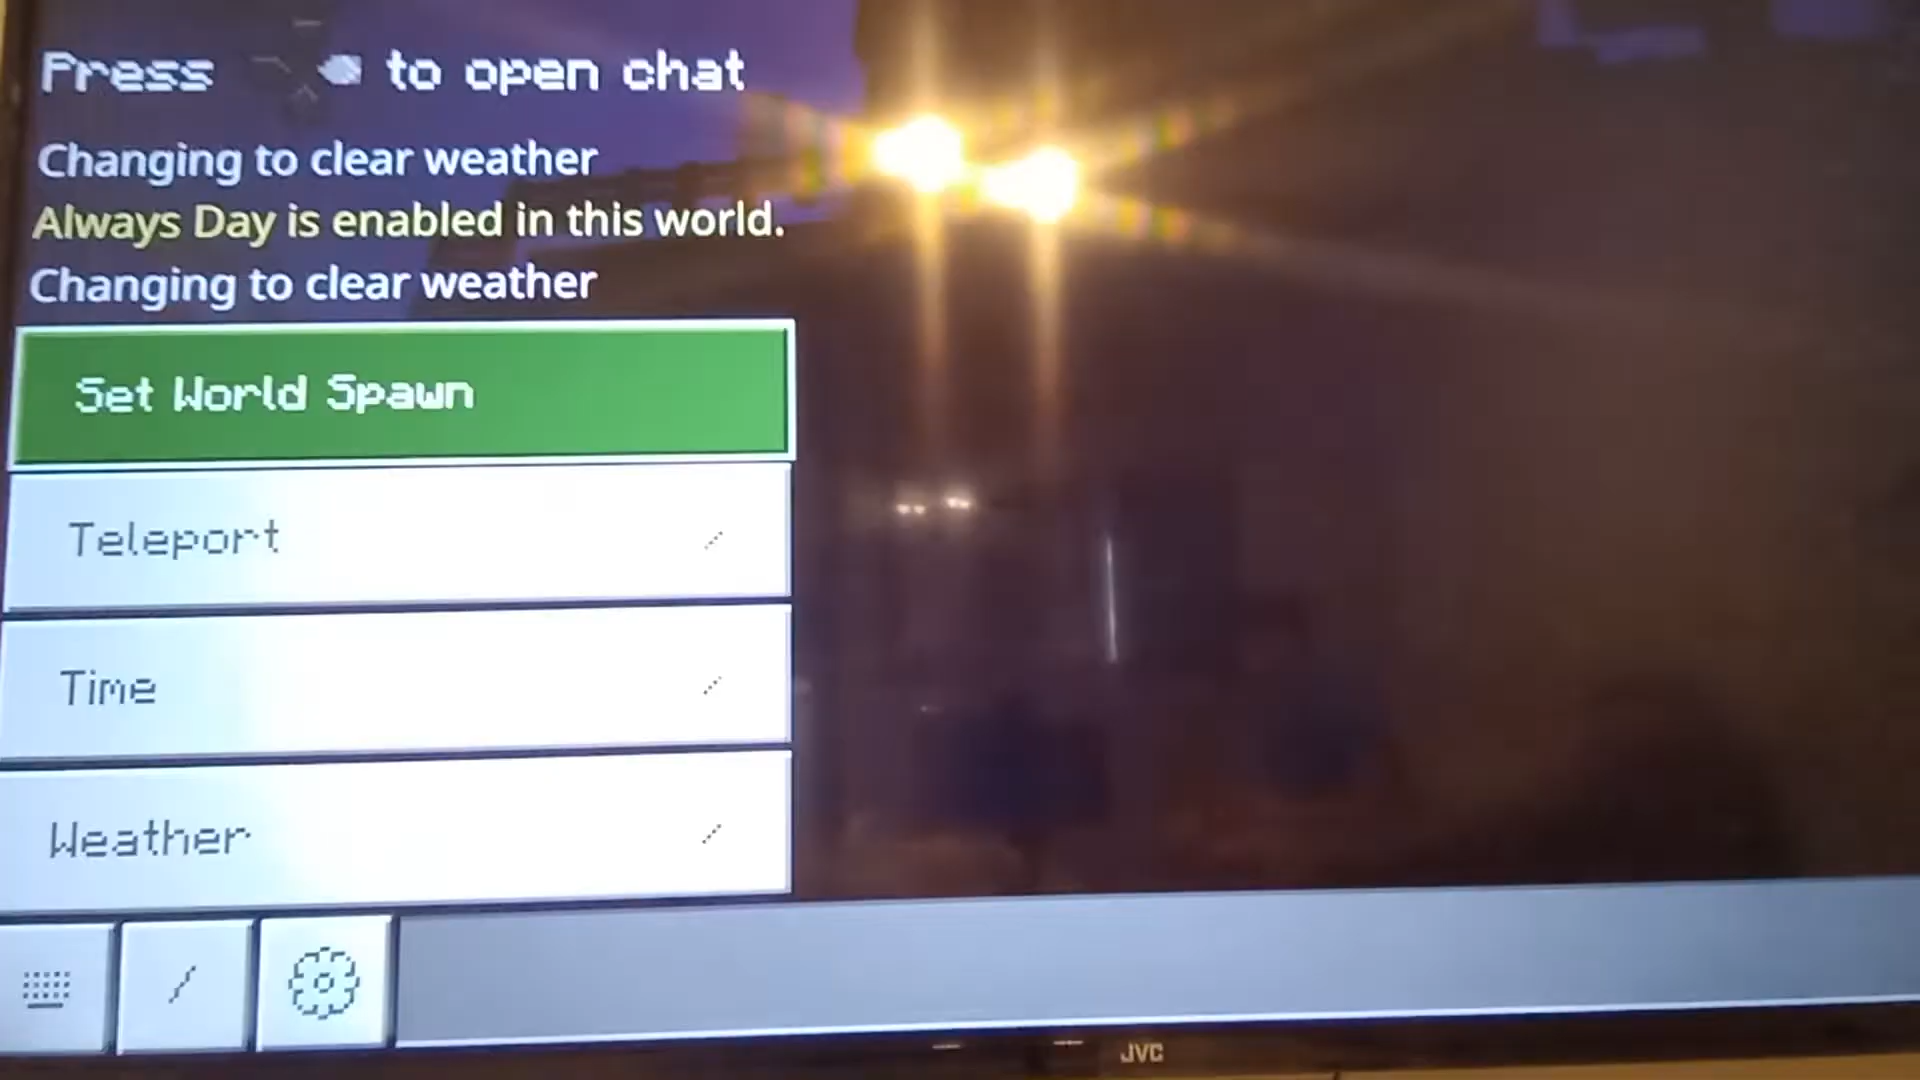 Press to open chat
Changing to clear weather
Always Day is enabled in this world.
Changing to clear weather
Set World Spawn
Teleport /
Time /
Weather /
/
JVC